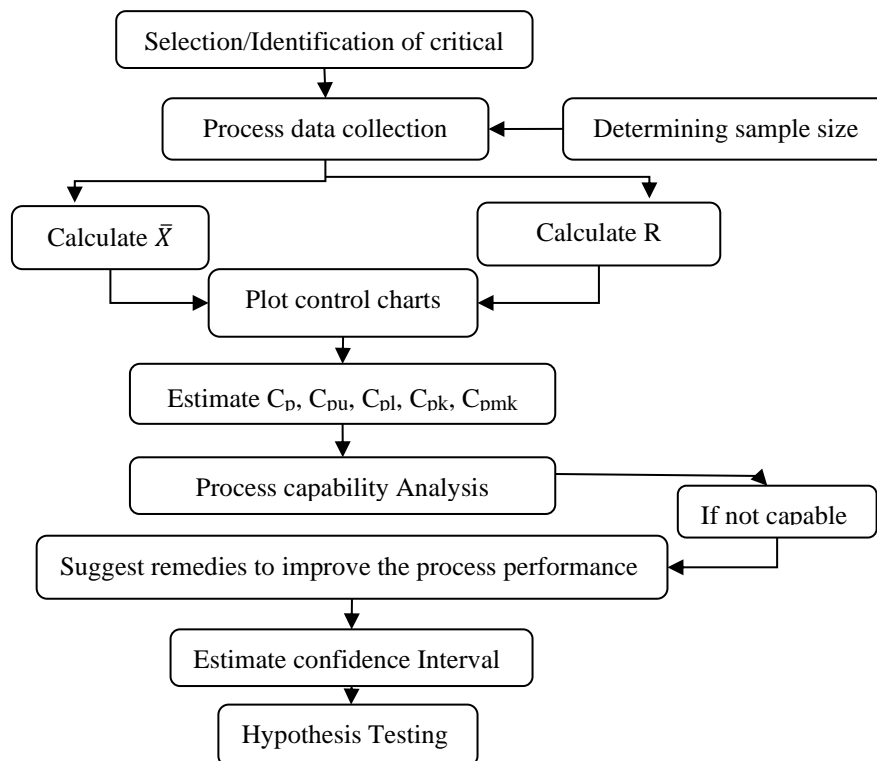 Selection/Identification of critical
Process data collection
Determining sample size
Calculate X̄
Calculate R
Plot control charts
Estimate Cp, Cpu, Cpl, Cpk, Cpmk
Process capability Analysis
If not capable
Suggest remedies to improve the process performance
Estimate confidence Interval
Hypothesis Testing